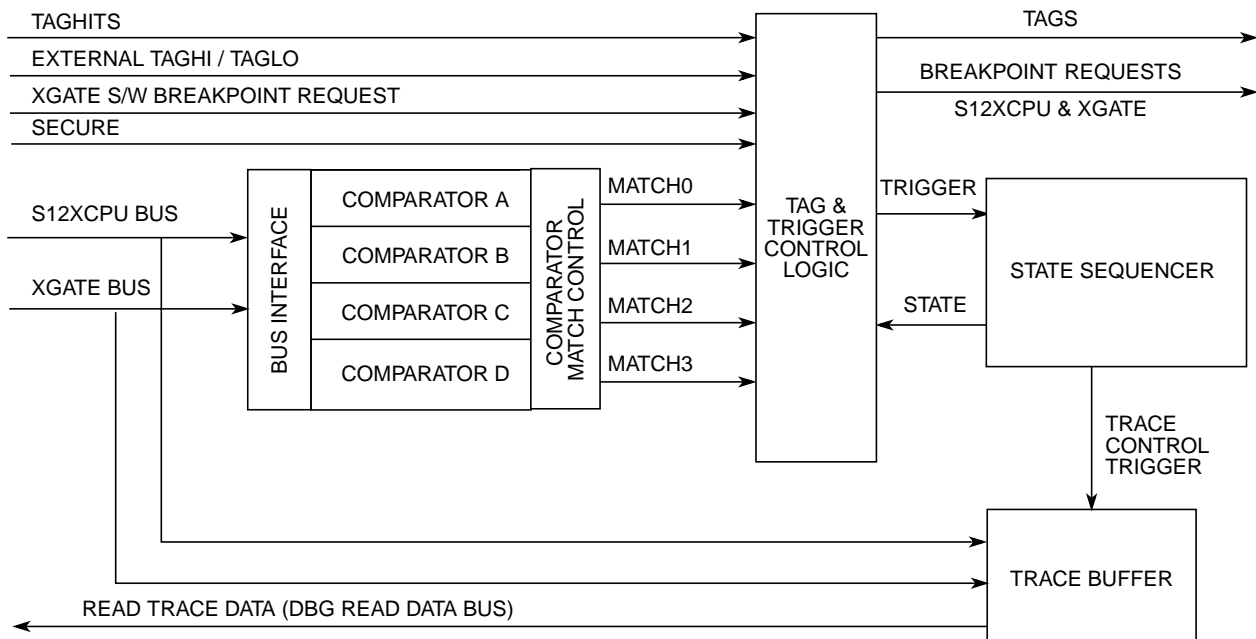 TAGHITS
EXTERNAL TAGHI / TAGLO
XGATE S/W BREAKPOINT REQUEST
SECURE
TAGS
BREAKPOINT REQUESTS
S12XCPU & XGATE
S12XCPU BUS
XGATE BUS
BUS INTERFACE
COMPARATOR A
COMPARATOR B
COMPARATOR C
COMPARATOR D
COMPARATOR
MATCH CONTROL
MATCH0
MATCH1
MATCH2
MATCH3
TAG &
TRIGGER
CONTROL
LOGIC
TRIGGER
STATE
STATE SEQUENCER
TRACE
CONTROL
TRIGGER
TRACE BUFFER
READ TRACE DATA (DBG READ DATA BUS)